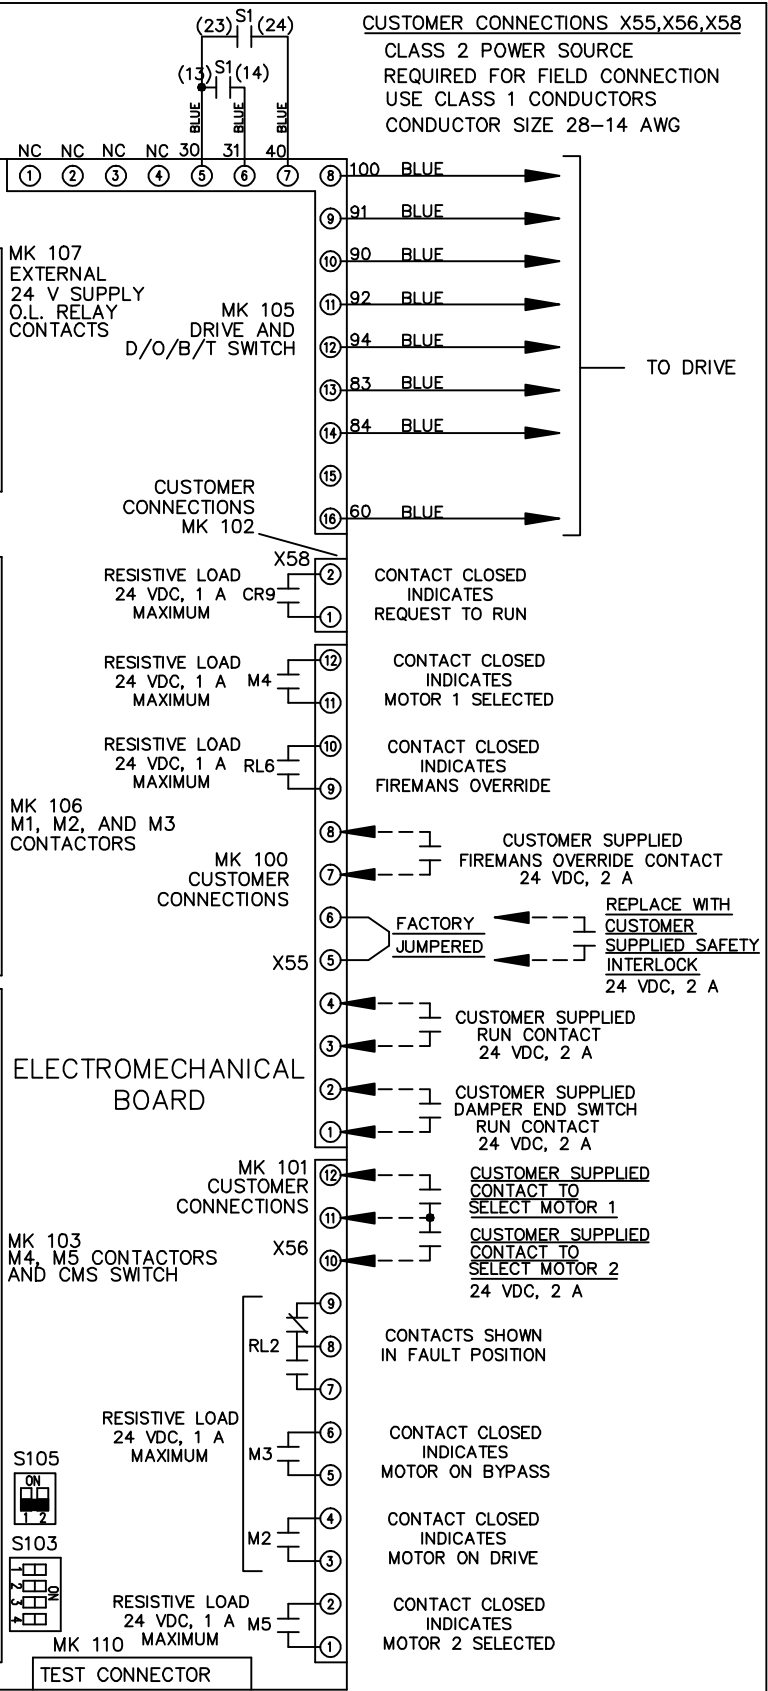 CUSTOMER CONNECTIONS X55,X56,X58
CLASS 2 POWER SOURCE
REQUIRED FOR FIELD CONNECTION
USE CLASS 1 CONDUCTORS
CONDUCTOR SIZE 28–14 AWG
(23) S1 (24)
(13) S1 (14)
BLUE BLUE BLUE
NC NC NC NC 30 31 40
1 2 3 4 5 6 7
8 100 BLUE
9 91 BLUE
10 90 BLUE
11 92 BLUE
12 94 BLUE
13 83 BLUE
14 84 BLUE
15
16 60 BLUE
TO DRIVE
MK 107
EXTERNAL
24 V SUPPLY
O.L. RELAY
CONTACTS
MK 105
DRIVE AND
D/O/B/T SWITCH
CUSTOMER
CONNECTIONS
MK 102
X58
2
1
RESISTIVE LOAD
24 VDC, 1 A CR9
MAXIMUM
CONTACT CLOSED
INDICATES
REQUEST TO RUN
12
11
RESISTIVE LOAD
24 VDC, 1 A M4
MAXIMUM
CONTACT CLOSED
INDICATES
MOTOR 1 SELECTED
10
9
RESISTIVE LOAD
24 VDC, 1 A RL6
MAXIMUM
CONTACT CLOSED
INDICATES
FIREMANS OVERRIDE
MK 106
M1, M2, AND M3
CONTACTORS
MK 100
CUSTOMER
CONNECTIONS
8
7
CUSTOMER SUPPLIED
FIREMANS OVERRIDE CONTACT
24 VDC, 2 A
6
5
X55
FACTORY
JUMPERED
REPLACE WITH
CUSTOMER
SUPPLIED SAFETY
INTERLOCK
24 VDC, 2 A
4
3
CUSTOMER SUPPLIED
RUN CONTACT
24 VDC, 2 A
ELECTROMECHANICAL
BOARD
2
1
CUSTOMER SUPPLIED
DAMPER END SWITCH
RUN CONTACT
24 VDC, 2 A
MK 101
CUSTOMER
CONNECTIONS
X56
12
11
10
CUSTOMER SUPPLIED
CONTACT TO
SELECT MOTOR 1
CUSTOMER SUPPLIED
CONTACT TO
SELECT MOTOR 2
24 VDC, 2 A
MK 103
M4, M5 CONTACTORS
AND CMS SWITCH
9
RL2 8
7
CONTACTS SHOWN
IN FAULT POSITION
RESISTIVE LOAD
24 VDC, 1 A
MAXIMUM
6
M3
5
CONTACT CLOSED
INDICATES
MOTOR ON BYPASS
4
M2
3
CONTACT CLOSED
INDICATES
MOTOR ON DRIVE
S105
ON
1 2
S103
1
2
3
4
ON
RESISTIVE LOAD
24 VDC, 1 A M5
MAXIMUM
2
1
CONTACT CLOSED
INDICATES
MOTOR 2 SELECTED
MK 110
TEST CONNECTOR